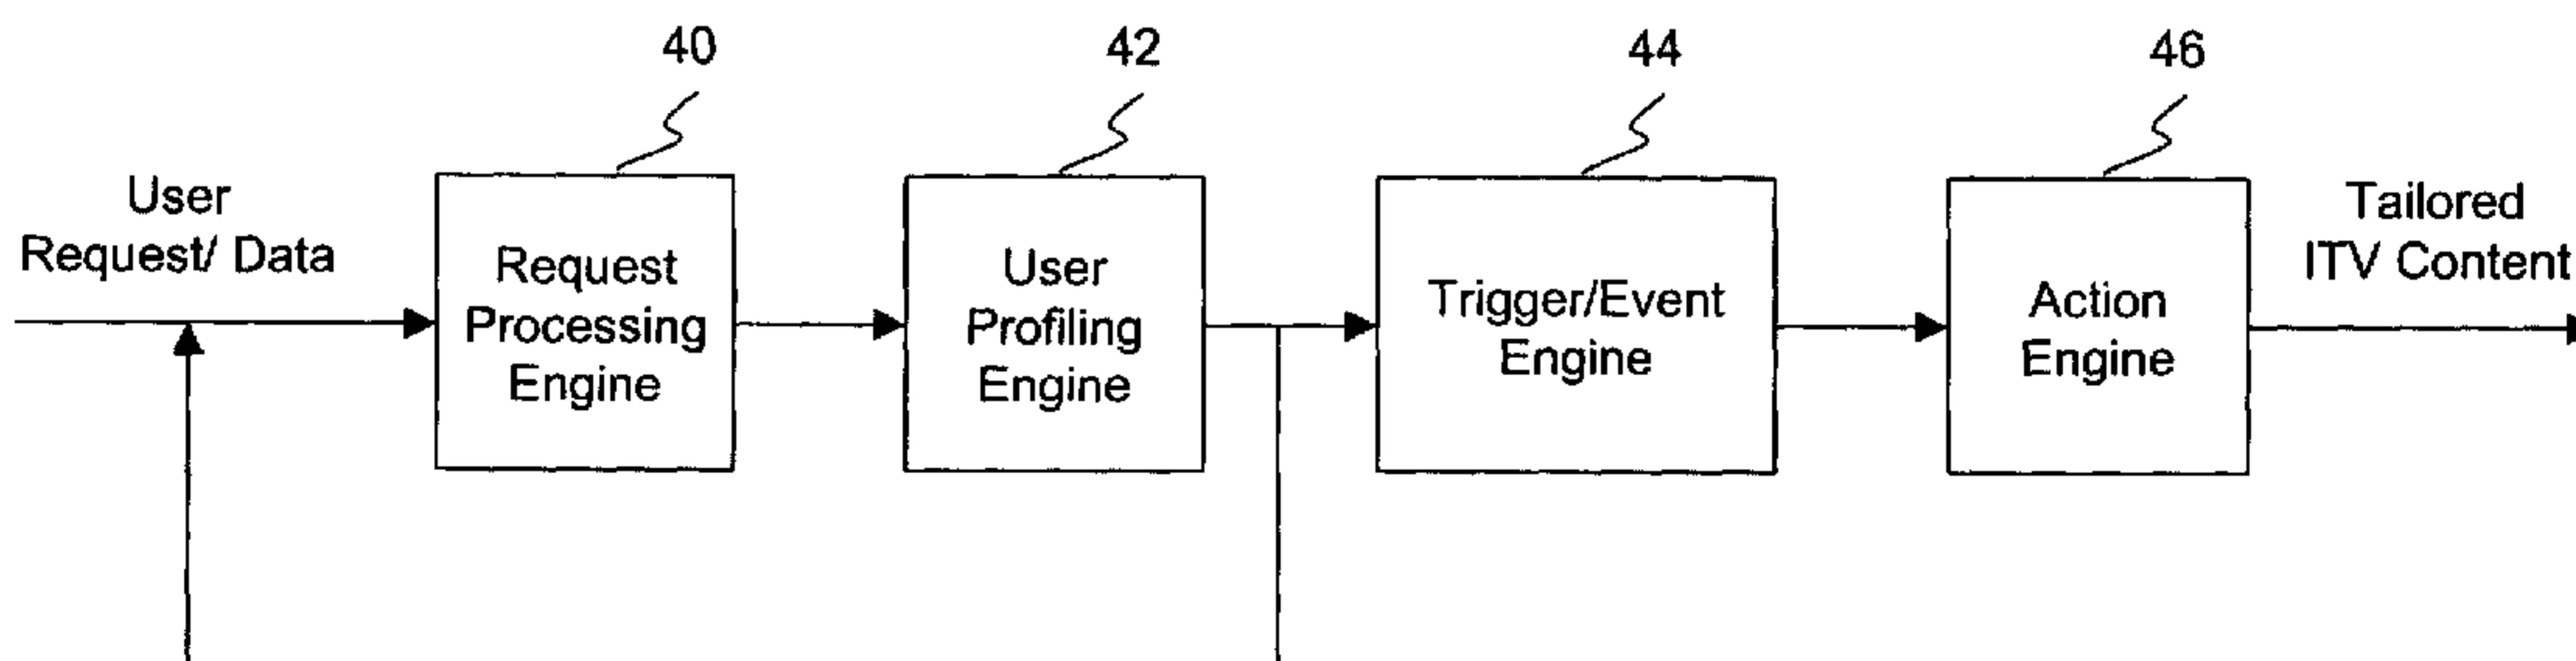 40
42
44
46
User
Request/ Data
Request
Processing
Engine
User
Profiling
Engine
Trigger/Event
Engine
Action
Engine
Tailored
ITV Content